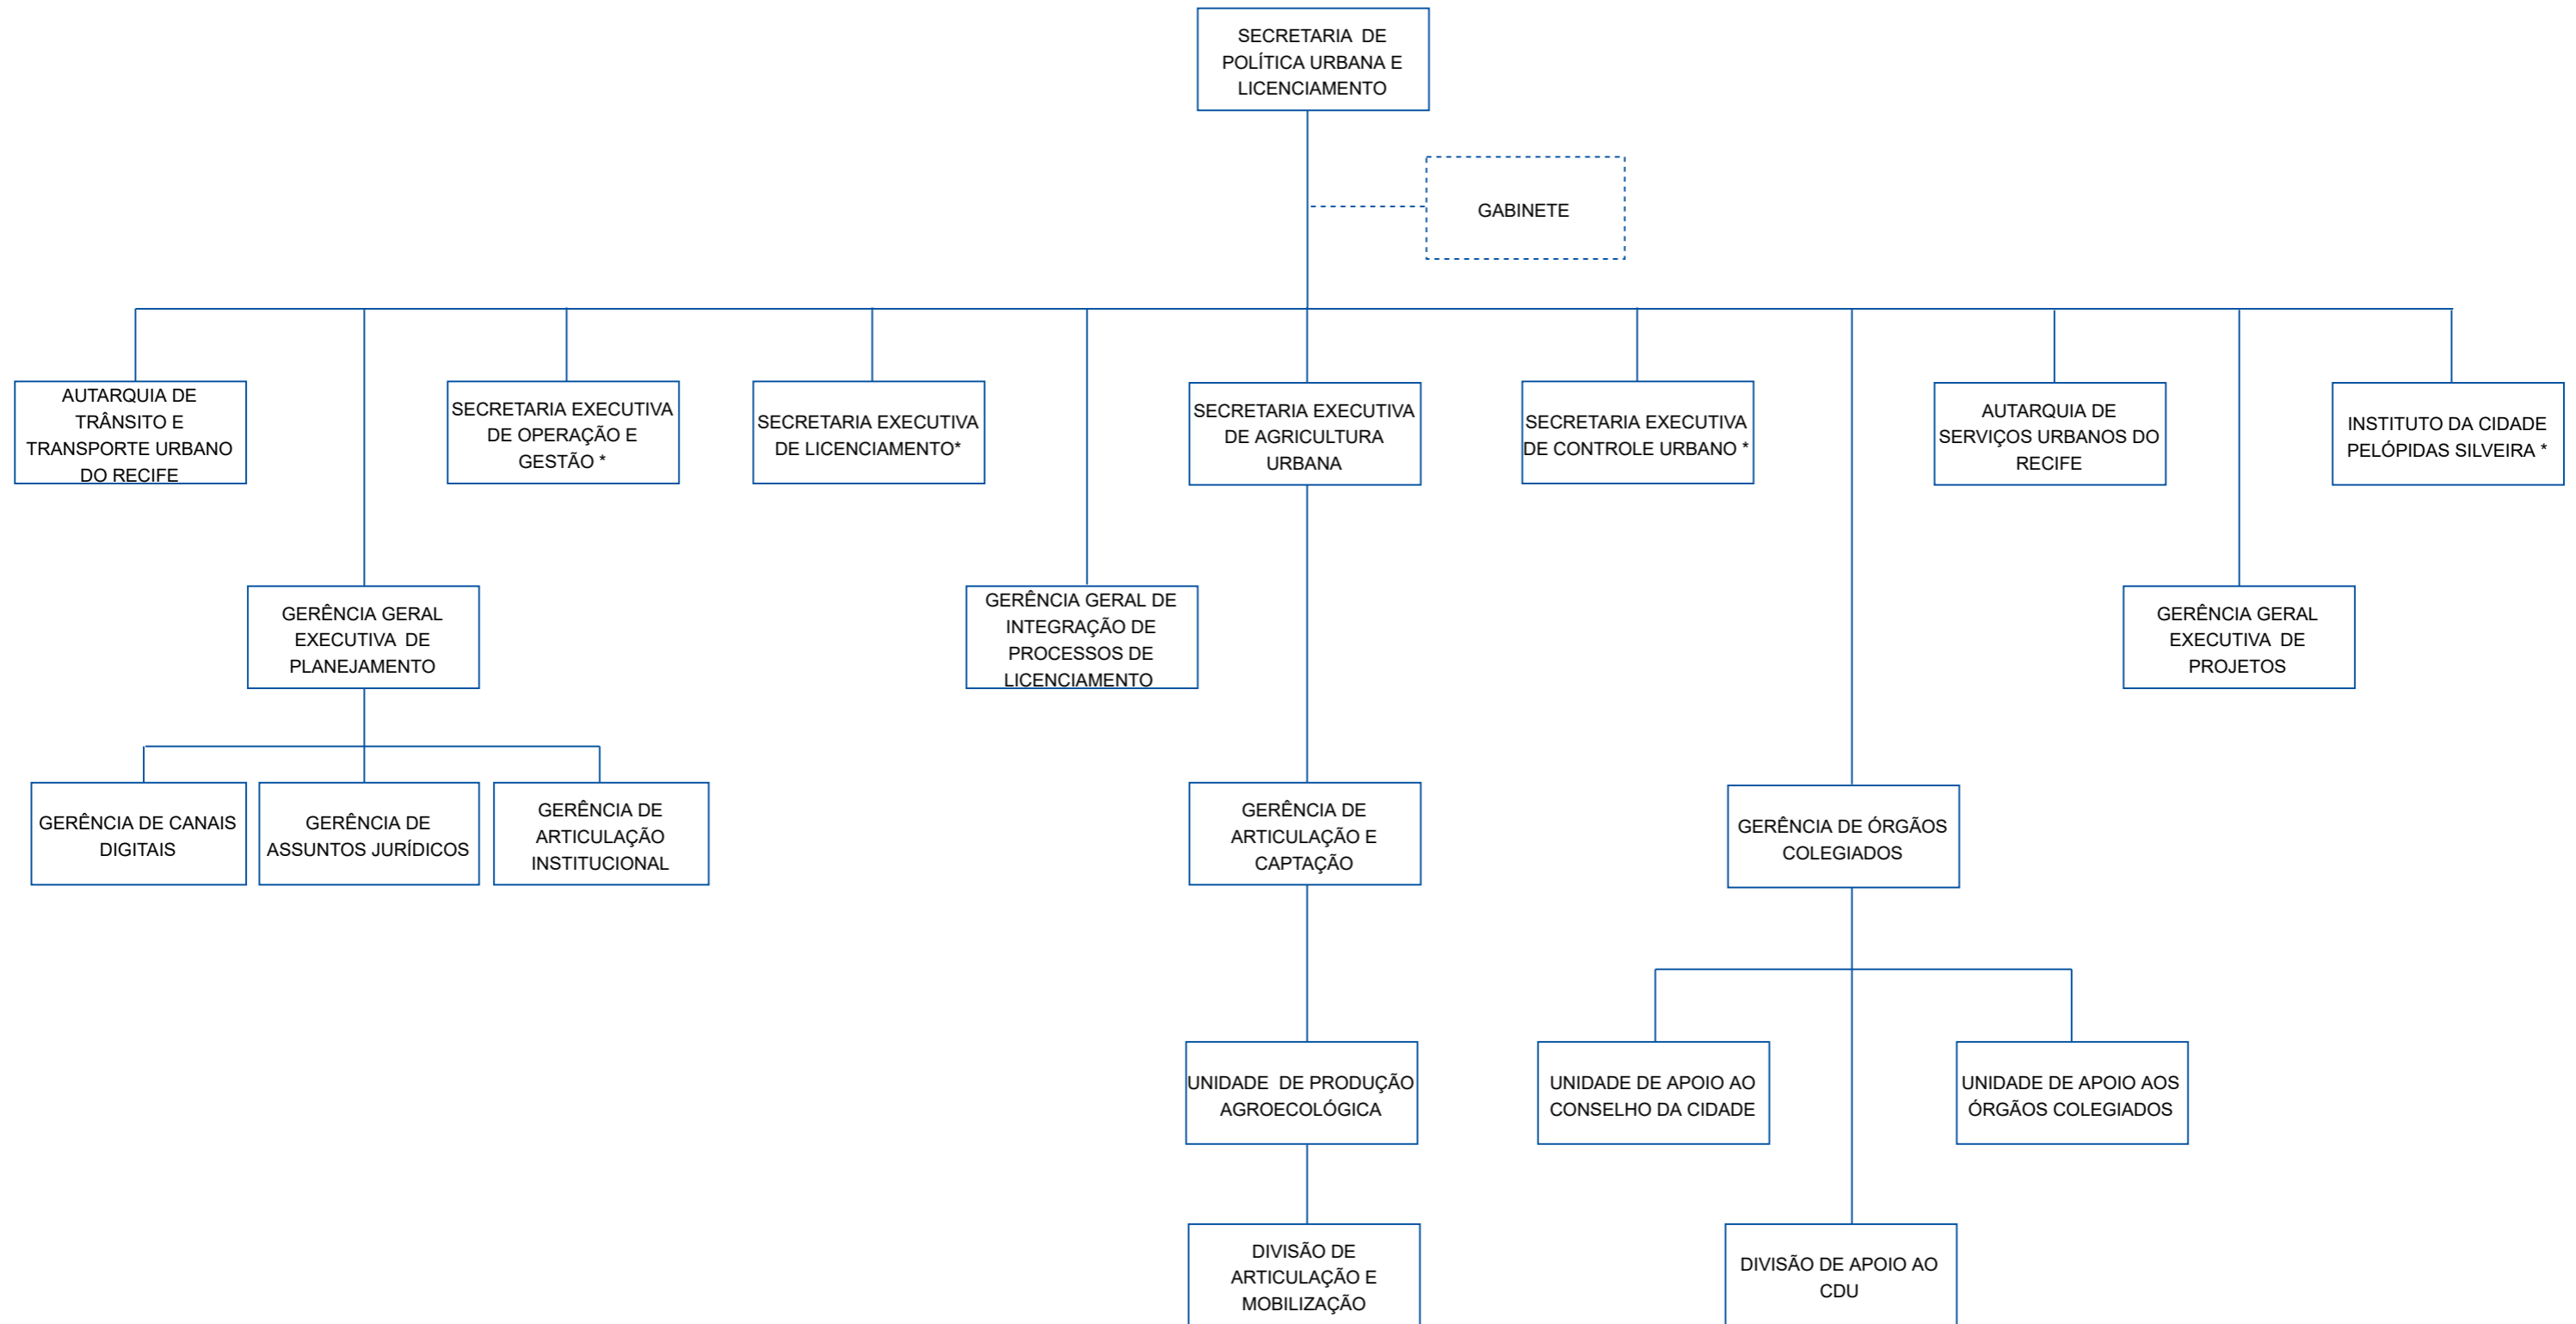 SECRETARIA DE
POLÍTICA URBANA E
LICENCIAMENTO
GABINETE
AUTARQUIA DE
TRÂNSITO E
TRANSPORTE URBANO
DO RECIFE
SECRETARIA EXECUTIVA
DE OPERAÇÃO E
GESTÃO *
SECRETARIA EXECUTIVA
DE LICENCIAMENTO*
SECRETARIA EXECUTIVA
DE AGRICULTURA
URBANA
SECRETARIA EXECUTIVA
DE CONTROLE URBANO *
AUTARQUIA DE
SERVIÇOS URBANOS DO
RECIFE
INSTITUTO DA CIDADE
PELÓPIDAS SILVEIRA *
GERÊNCIA GERAL
EXECUTIVA DE
PLANEJAMENTO
GERÊNCIA GERAL DE
INTEGRAÇÃO DE
PROCESSOS DE
LICENCIAMENTO
GERÊNCIA GERAL
EXECUTIVA DE
PROJETOS
GERÊNCIA DE CANAIS
DIGITAIS
GERÊNCIA DE
ASSUNTOS JURÍDICOS
GERÊNCIA DE
ARTICULAÇÃO
INSTITUCIONAL
GERÊNCIA DE
ARTICULAÇÃO E
CAPTAÇÃO
GERÊNCIA DE ÓRGÃOS
COLEGIADOS
UNIDADE DE PRODUÇÃO
AGROECOLÓGICA
UNIDADE DE APOIO AO
CONSELHO DA CIDADE
UNIDADE DE APOIO AOS
ÓRGÃOS COLEGIADOS
DIVISÃO DE
ARTICULAÇÃO E
MOBILIZAÇÃO
DIVISÃO DE APOIO AO
CDU